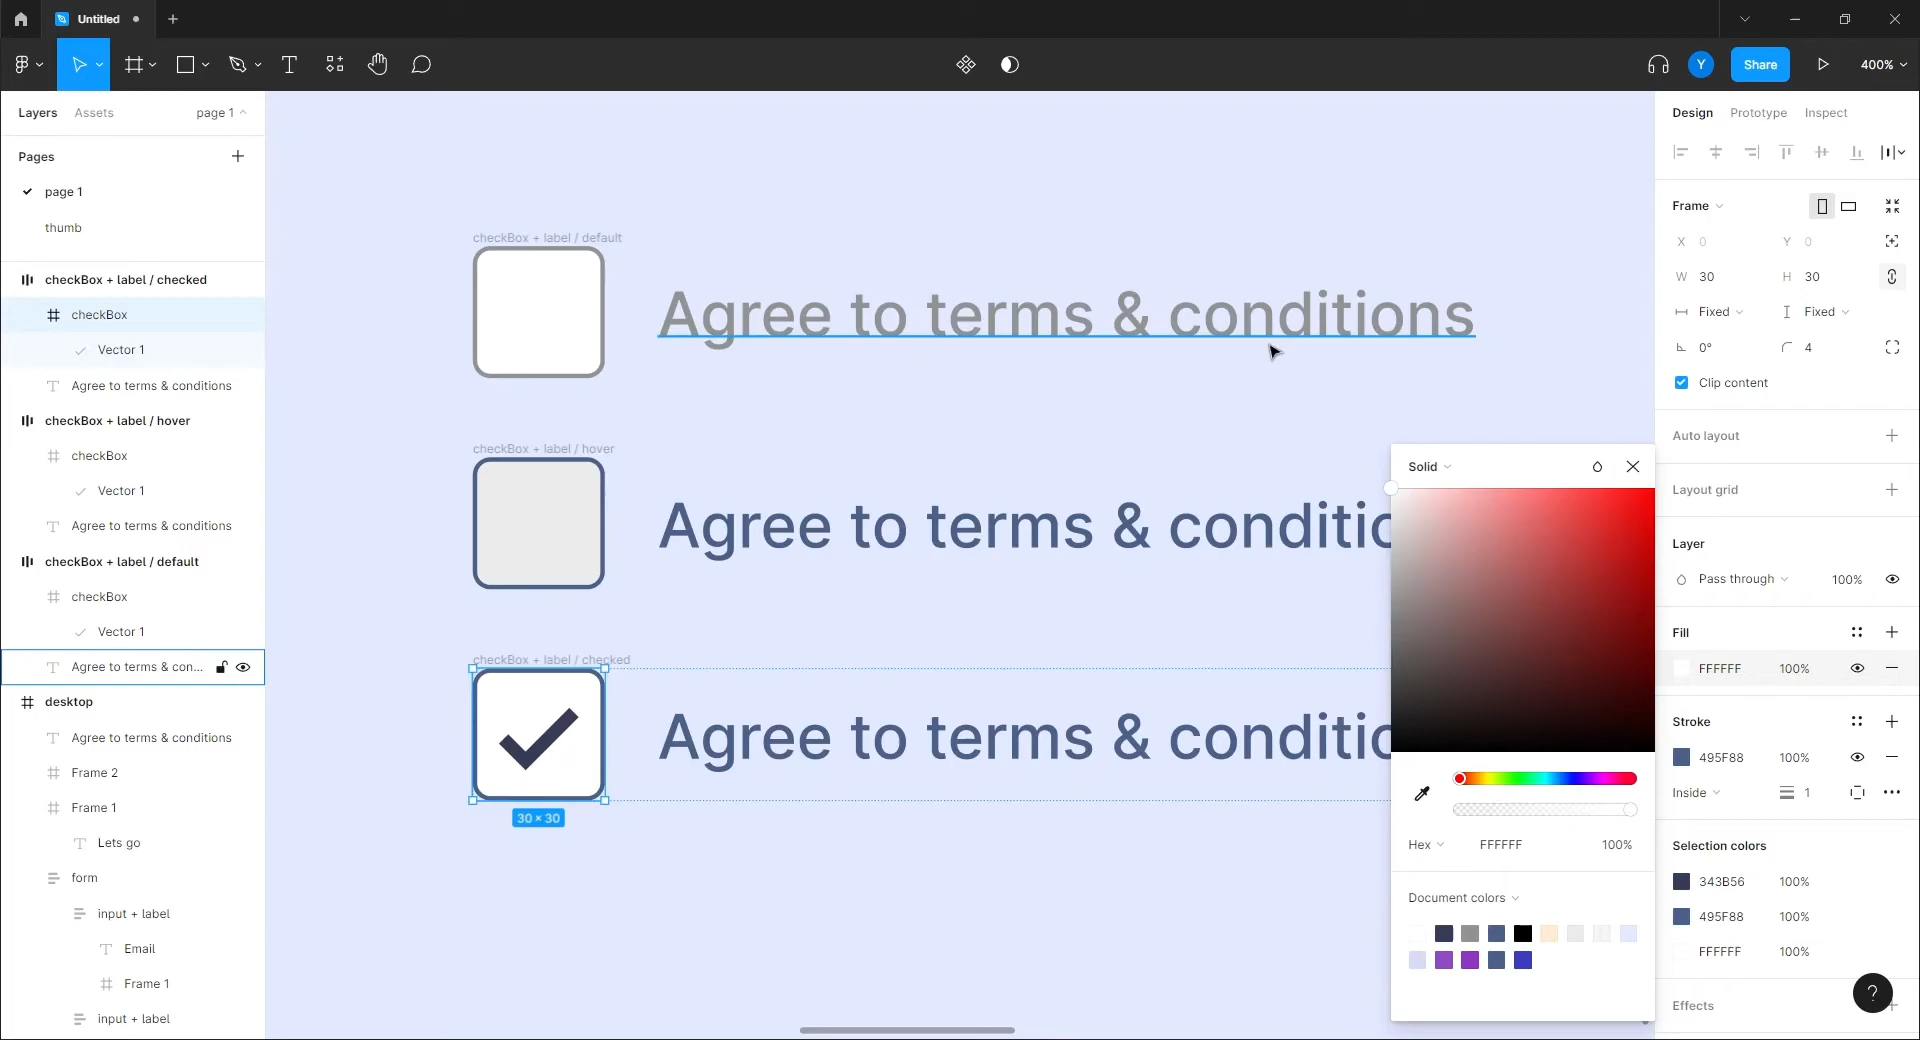 Untitled
Y
Share
400%
Layers
Assets
page 1
Pages
page 1
thumb
checkBox + label / checked
checkBox
Vector 1
Agree to terms & conditions
checkBox + label / hover
checkBox
Vector 1
Agree to terms & conditions
checkBox + label / default
checkBox
Vector 1
Agree to terms & con...
desktop
Agree to terms & conditions
Frame 2
Frame 1
Lets go
form
input + label
Email
Frame 1
input + label
checkBox + label / default
Agree to terms & conditions
checkBox + label / hover
Agree to terms & conditio
checkBox + label / checked
Agree to terms & conditio
30 × 30
Solid
Hex FFFFFF 100%
Document colors
Design
Prototype
Inspect
Frame
X 0 Y 0
W 30 H 30
Fixed Fixed
0° 4
Clip content
Auto layout
Layout grid
Layer
Pass through 100%
Fill
FFFFFF 100%
Stroke
495F88 100%
Inside 1
Selection colors
343B56 100%
495F88 100%
FFFFFF 100%
Effects
?